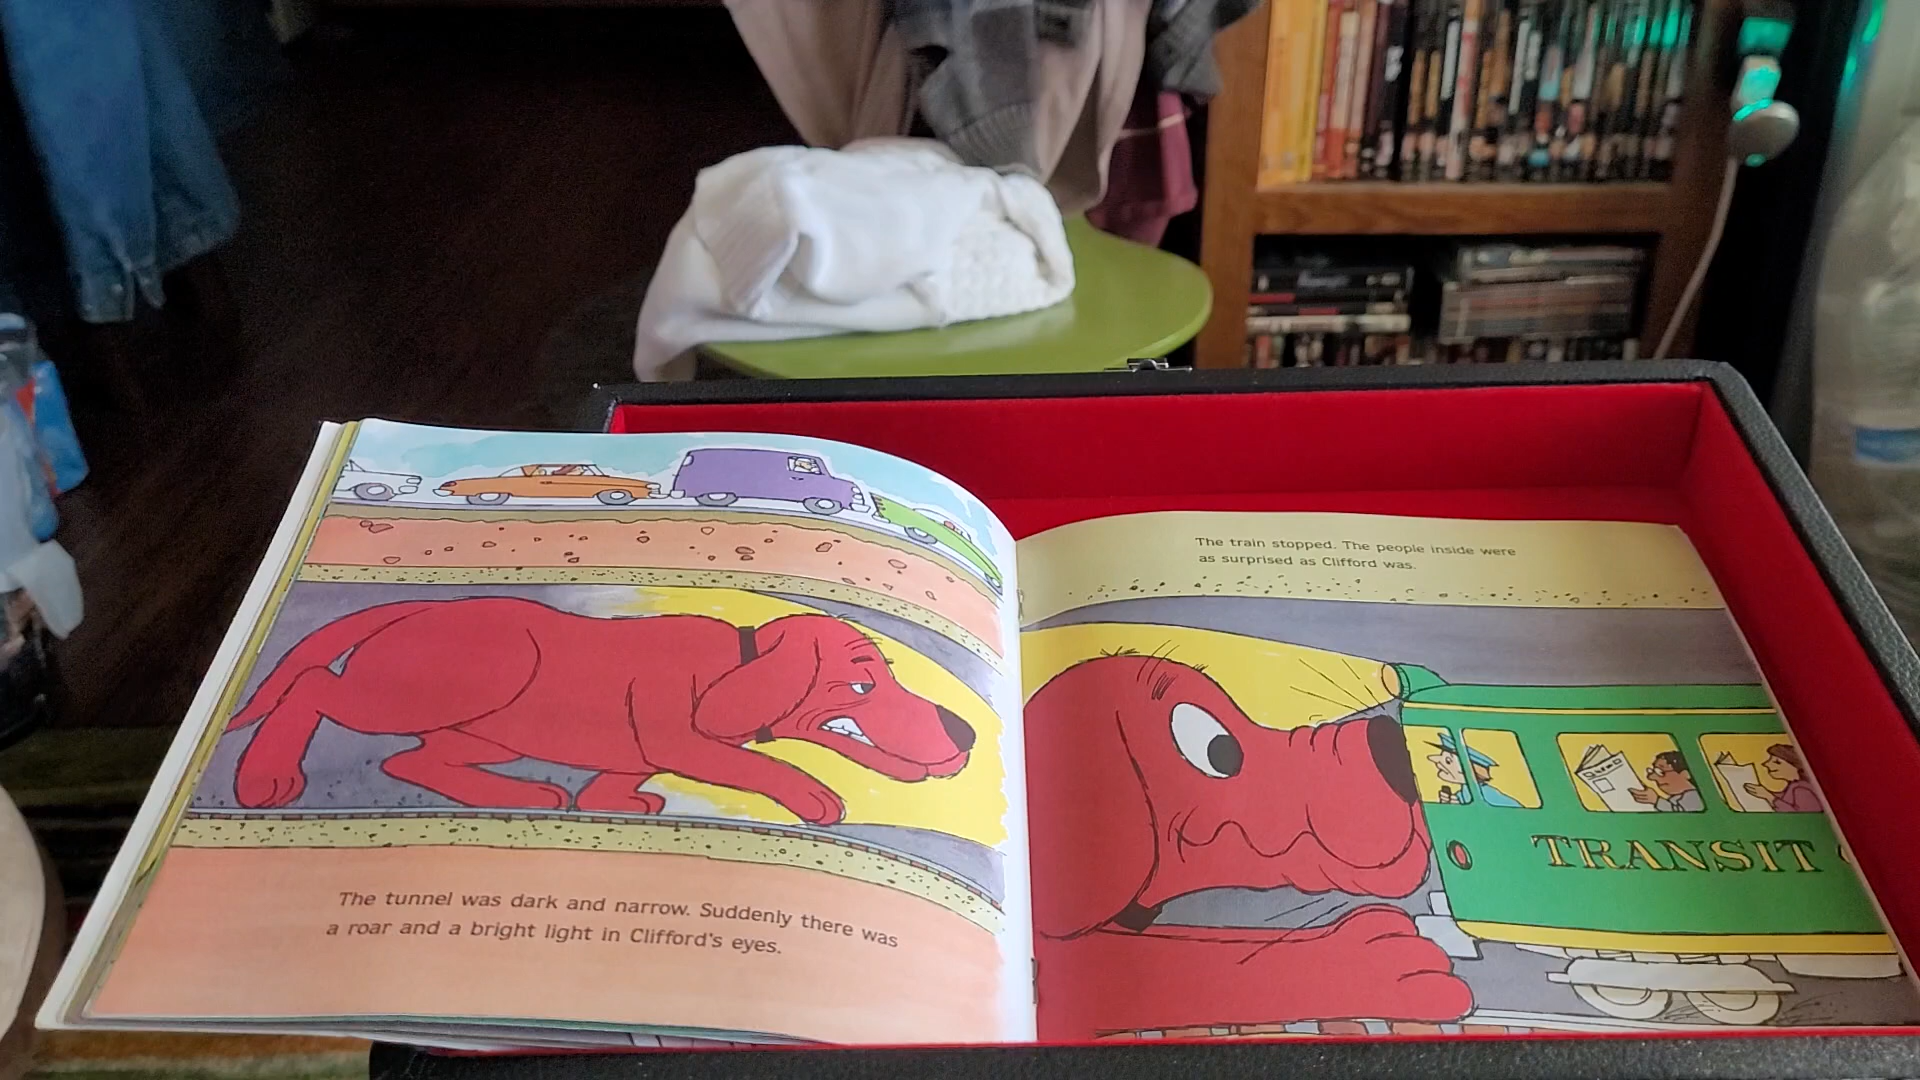 The tunnel was dark and narrow. Suddenly there was
a roar and a bright light in Clifford's eyes.
The train stopped. The people inside were
as surprised as Clifford was.
TRANSIT